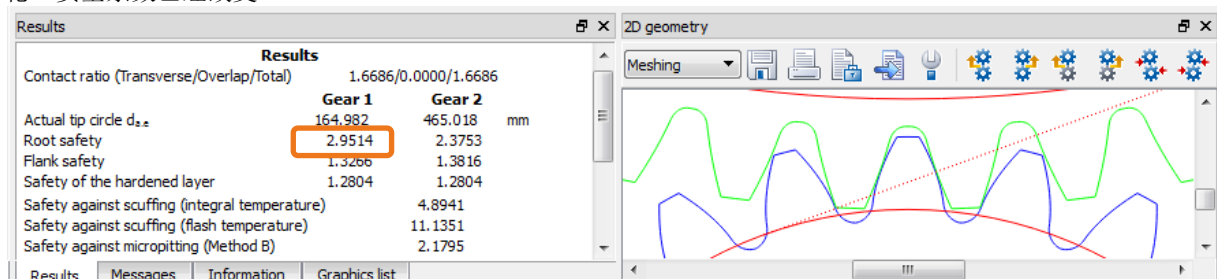 Results
2D geometry
Results
Contact ratio (Transverse/Overlap/Total) 1.6686/0.0000/1.6686
Gear 1 Gear 2
Actual tip circle dₐ.ₑ 164.982 465.018 mm
Root safety 2.9514 2.3753
Flank safety 1.3266 1.3816
Safety of the hardened layer 1.2804 1.2804
Safety against scuffing (integral temperature) 4.8941
Safety against scuffing (flash temperature) 11.1351
Safety against micropitting (Method B) 2.1795
Results Messages Information Graphics list
Meshing